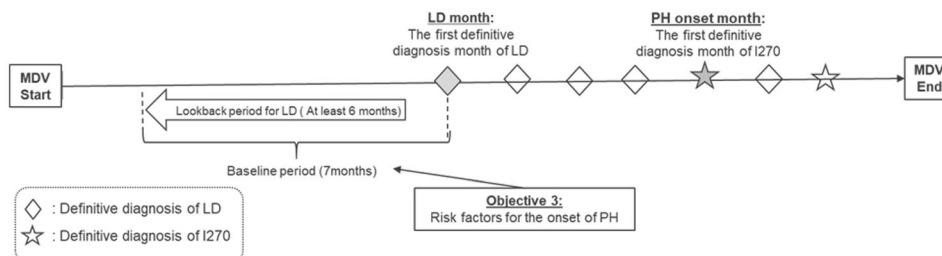 LD month:
The first definitive
diagnosis month of LD
PH onset month:
The first definitive
diagnosis month of I270
MDV
Start
MDV
End
Lookback period for LD ( At least 6 months)
Baseline period (7months)
Objective 3:
Risk factors for the onset of PH
: Definitive diagnosis of LD
: Definitive diagnosis of I270